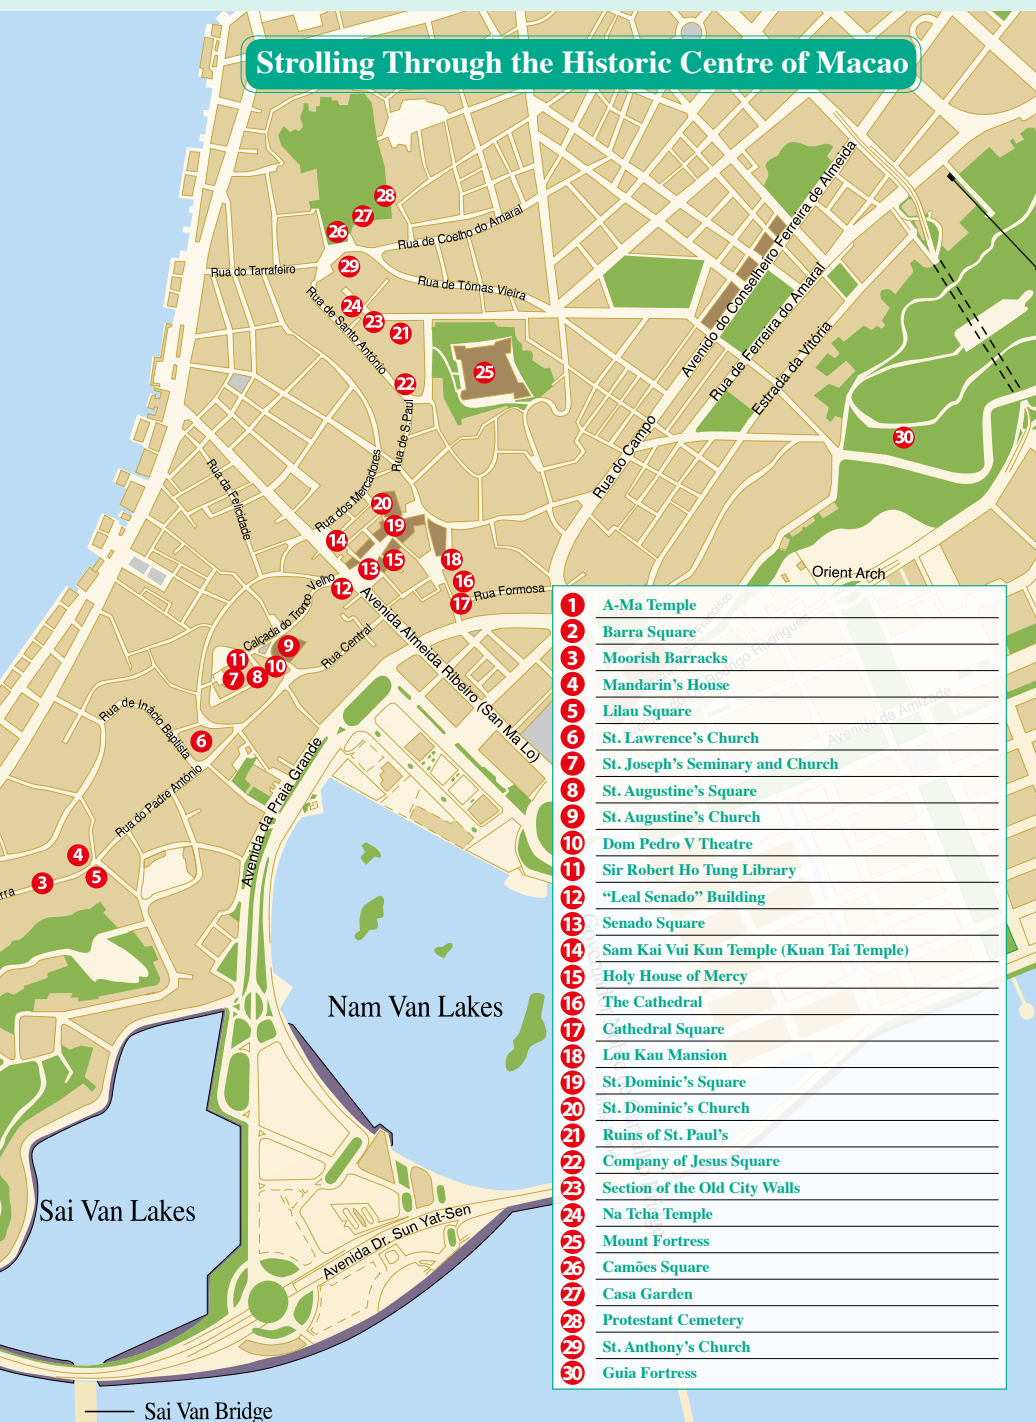 Strolling Through the Historic Centre of Macao
28
27
26
Rua de Coelho do Amaral
29
Rua do Tarrafeiro
Rua de Tomas Vieira
24
23
21
Rua de Santo António
25
22
Avenido do Conselheiro Ferreira de Almeida
Rua de Ferreira do Amaral
Estrada da Vitória
30
Rua de S.Paul
Rua do Campo
Rua da Felicidade
Rua dos Mercadores
20
19
14
15
18
13
16
12
17
Rua Formosa
Orient Arch
Calçada do Tronco Velho
Avenida Almeida Ribeiro (San Ma Lo)
Rua Central
9
11
10
7
8
Rua de Inácio Baptista
6
Rua do Padre António
Avenida da Praia Grande
4
3
5
rra
Nam Van Lakes
Sai Van Lakes
Avenida Dr. Sun Yat-Sen
Sai Van Bridge
1 A-Ma Temple
2 Barra Square
3 Moorish Barracks
4 Mandarin’s House
5 Lilau Square
6 St. Lawrence’s Church
7 St. Joseph’s Seminary and Church
8 St. Augustine’s Square
9 St. Augustine’s Church
10 Dom Pedro V Theatre
11 Sir Robert Ho Tung Library
12 “Leal Senado” Building
13 Senado Square
14 Sam Kai Vui Kun Temple (Kuan Tai Temple)
15 Holy House of Mercy
16 The Cathedral
17 Cathedral Square
18 Lou Kau Mansion
19 St. Dominic’s Square
20 St. Dominic’s Church
21 Ruins of St. Paul’s
22 Company of Jesus Square
23 Section of the Old City Walls
24 Na Tcha Temple
25 Mount Fortress
26 Camões Square
27 Casa Garden
28 Protestant Cemetery
29 St. Anthony’s Church
30 Guia Fortress
Avenida da Amizade